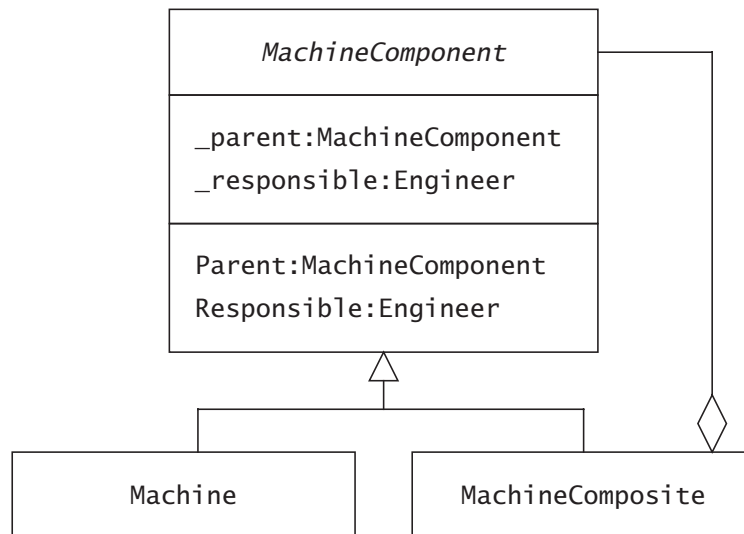 MachineComponent
_parent:MachineComponent
_responsible:Engineer
Parent:MachineComponent
Responsible:Engineer
Machine
MachineComposite